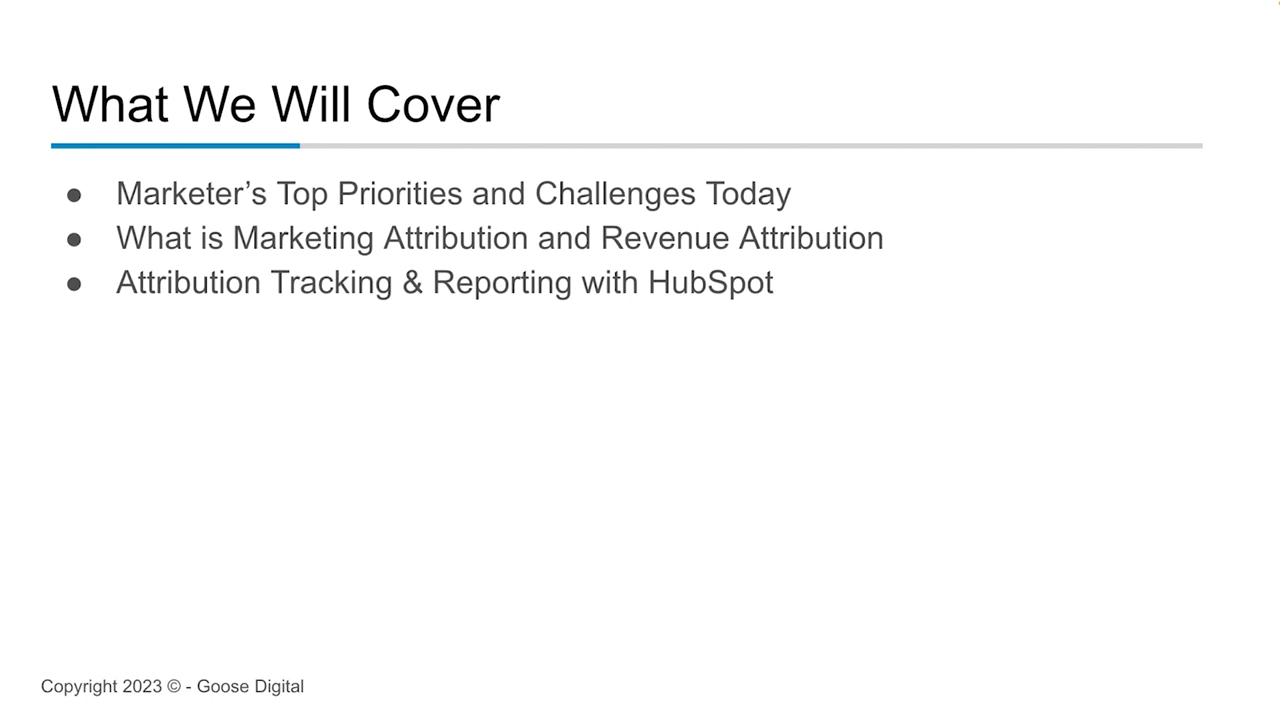 What We Will Cover
● Marketer’s Top Priorities and Challenges Today
● What is Marketing Attribution and Revenue Attribution
● Attribution Tracking & Reporting with HubSpot
Copyright 2023 © - Goose Digital